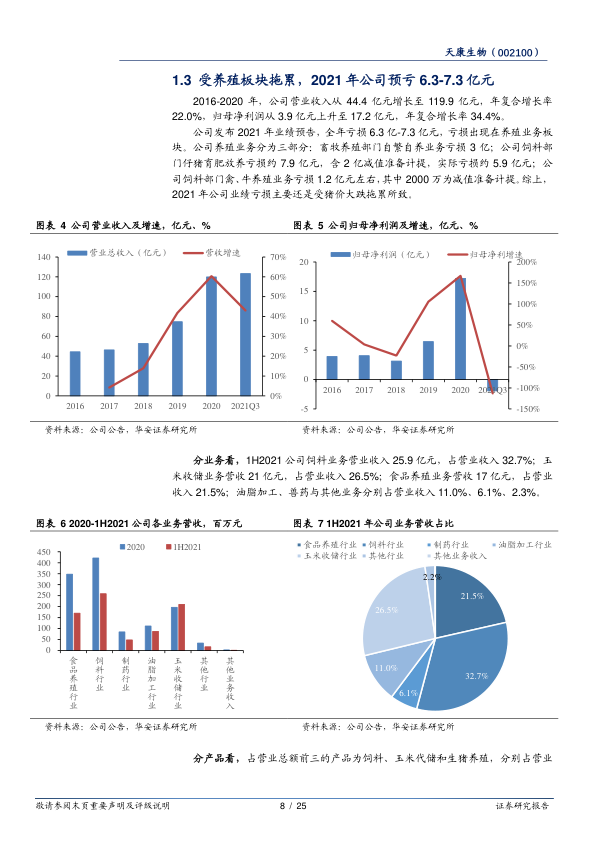 天康生物（002100）
1.3 受养殖板块拖累，2021 年公司预亏 6.3-7.3 亿元
2016-2020 年，公司营业收入从 44.4 亿元增长至 119.9 亿元，年复合增长率
22.0%，归母净利润从 3.9 亿元上升至 17.2 亿元，年复合增长率 34.4%。
公司发布 2021 年业绩预告，全年亏损 6.3 亿-7.3 亿元，亏损出现在养殖业务板
块。公司养殖业务分为三部分：畜牧养殖部门自繁自养业务亏损 3 亿；公司饲料部
门仔猪育肥放养亏损约 7.9 亿元，含 2 亿减值准备计提，实际亏损约 5.9 亿元；公
司饲料部门禽、牛养殖业务亏损 1.2 亿元左右，其中 2000 万为减值准备计提。综上，
2021 年公司业绩亏损主要还是受猪价大跌拖累所致。
图表 4 公司营业收入及增速，亿元、%
营业总收入（亿元） 营收增速
140 70%
120 60%
100 50%
80 40%
60 30%
40 20%
20 10%
0 0%
2016 2017 2018 2019 2020 2021Q3
资料来源：公司公告，华安证券研究所
图表 5 公司归母净利及增速，亿元、%
归母净利润（亿元） 归母净利增速
20 200%
15 150%
10 100%
5 50%
0 0%
-5 -50%
-100%
-150%
2016 2017 2018 2019 2020 2021Q3
资料来源：公司公告，华安证券研究所
分业务看，1H2021 公司饲料业务营业收入 25.9 亿元，占营业收入 32.7%；玉
米收储业务营收 21 亿元，占营业收入 26.5%；食品养殖业营收 17 亿元，占营业
收入 21.5%；油脂加工、兽药与其他业务分别占营业收入 11.0%、6.1%、2.3%。
图表 6 2020-1H2021 公司各业务营收，百万元
2020 1H2021
450
400
350
300
250
200
150
100
50
0
食品养殖行业 饲料行业 制药行业 油脂加工行业 玉米收储行业 其他行业 其他业务收入
资料来源：公司公告，华安证券研究所
图表 7 1H2021 年公司业务营收占比
食品养殖行业 饲料行业 制药行业 油脂加工行业
玉米收储行业 其他行业 其他业务收入
2.2%
21.5%
26.5%
11.0%
32.7%
6.1%
资料来源：公司公告，华安证券研究所
分产品看，占营业总额前三的产品为饲料、玉米代储和生猪养殖，分别占营业
敬请参阅末页重要声明及评级说明 8 / 25 证券研究报告